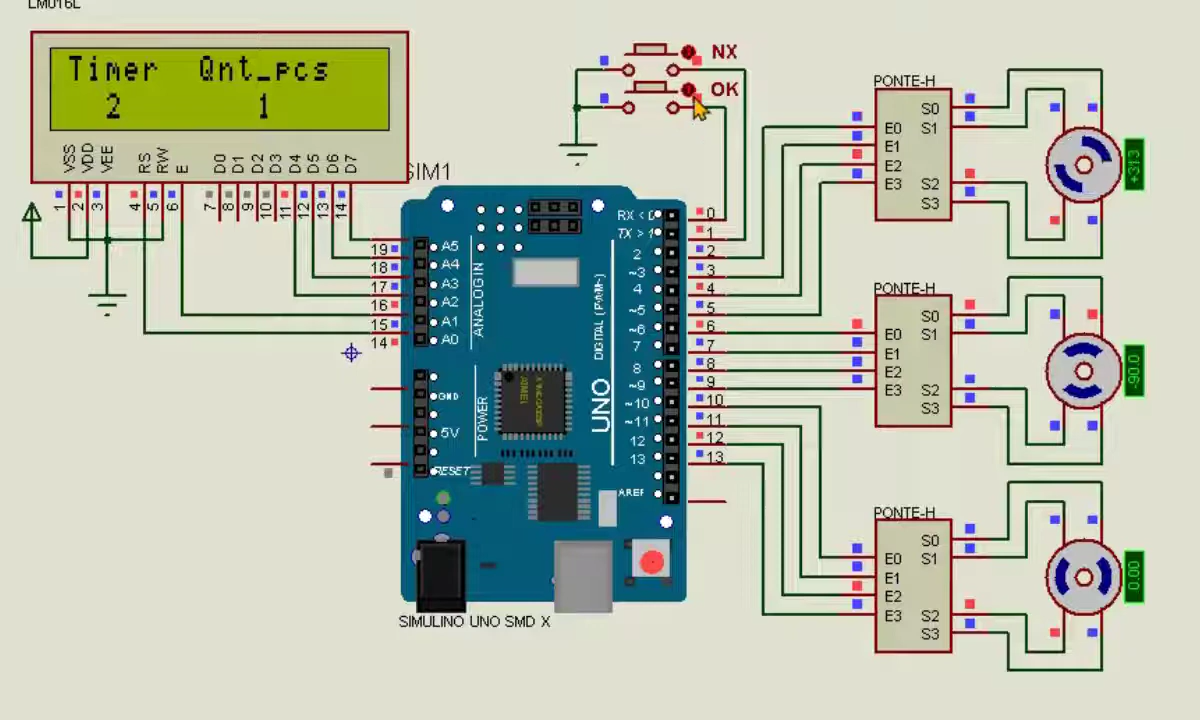 LM016L
Timer Qnt_pcs
2 1
VSS VDD VEE RS RW E D0 D1 D2 D3 D4 D5 D6 D7
1 2 3 4 5 6 7 8 9 10 11 12 13 14
NX
OK
SIM1
19 A5
18 A4
17 A3
16 A2
15 A1
14 A0
ANALOG IN
GND
5V
POWER
RESET
ATMEL
UNO
DIGITAL (PWM~)
RX < 0 0
TX > 1 1
2 2
~3 3
4 4
~5 5
~6 6
7 7
8 8
~9 9
~10 10
~11 11
12 12
13 13
AREF
SIMULINO UNO SMD X
PONTE-H
E0 S0
E1 S1
E2 S2
E3 S3
+313
PONTE-H
E0 S0
E1 S1
E2 S2
E3 S3
-90.0
PONTE-H
E0 S0
E1 S1
E2 S2
E3 S3
0.00